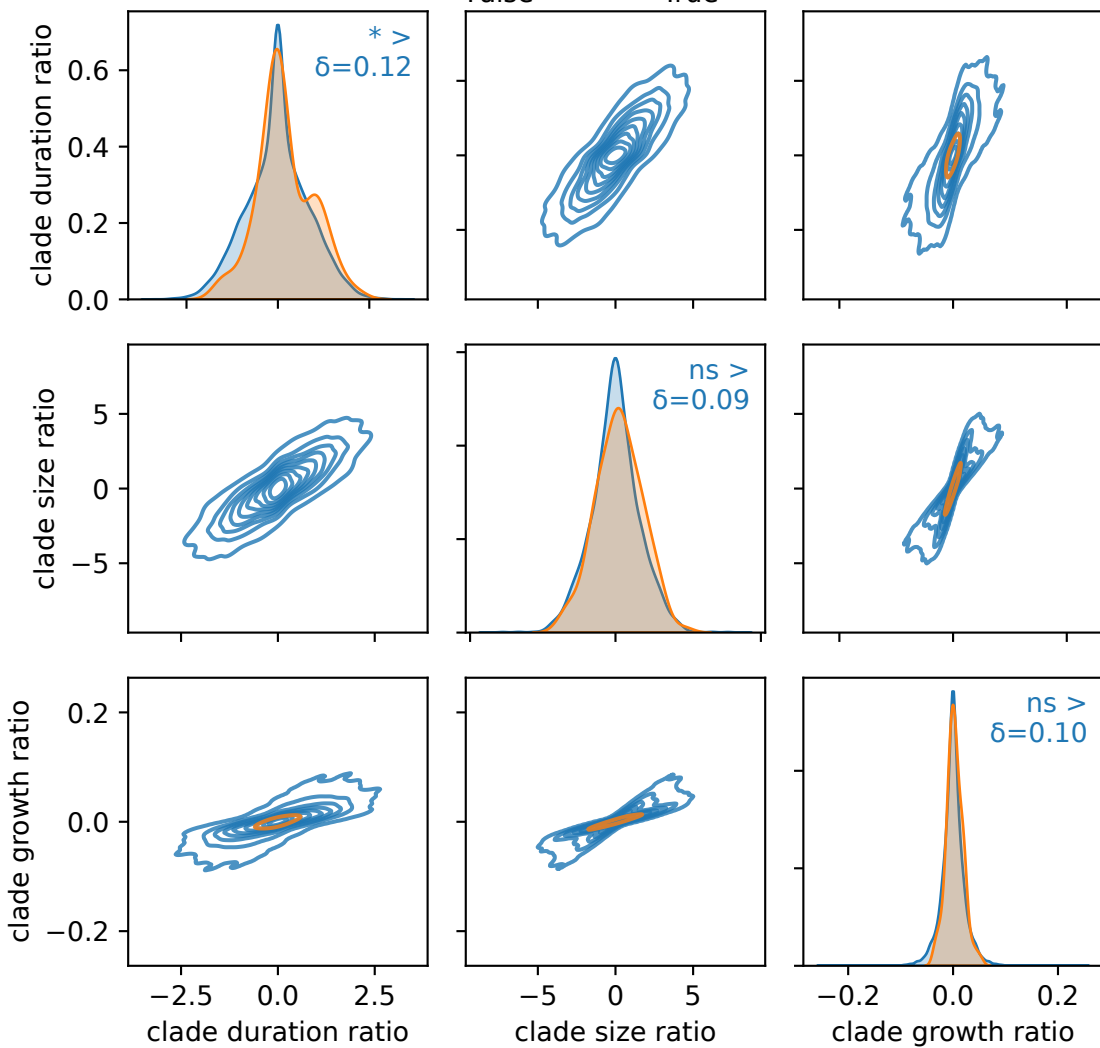 clade duration ratio
0.6
0.4
0.2
0.0
* >
δ=0.12
clade size ratio
5
0
−5
ns >
δ=0.09
clade growth ratio
0.2
0.0
−0.2
ns >
δ=0.10
−2.5 0.0 2.5
−5 0 5
−0.2 0.0 0.2
clade duration ratio
clade size ratio
clade growth ratio